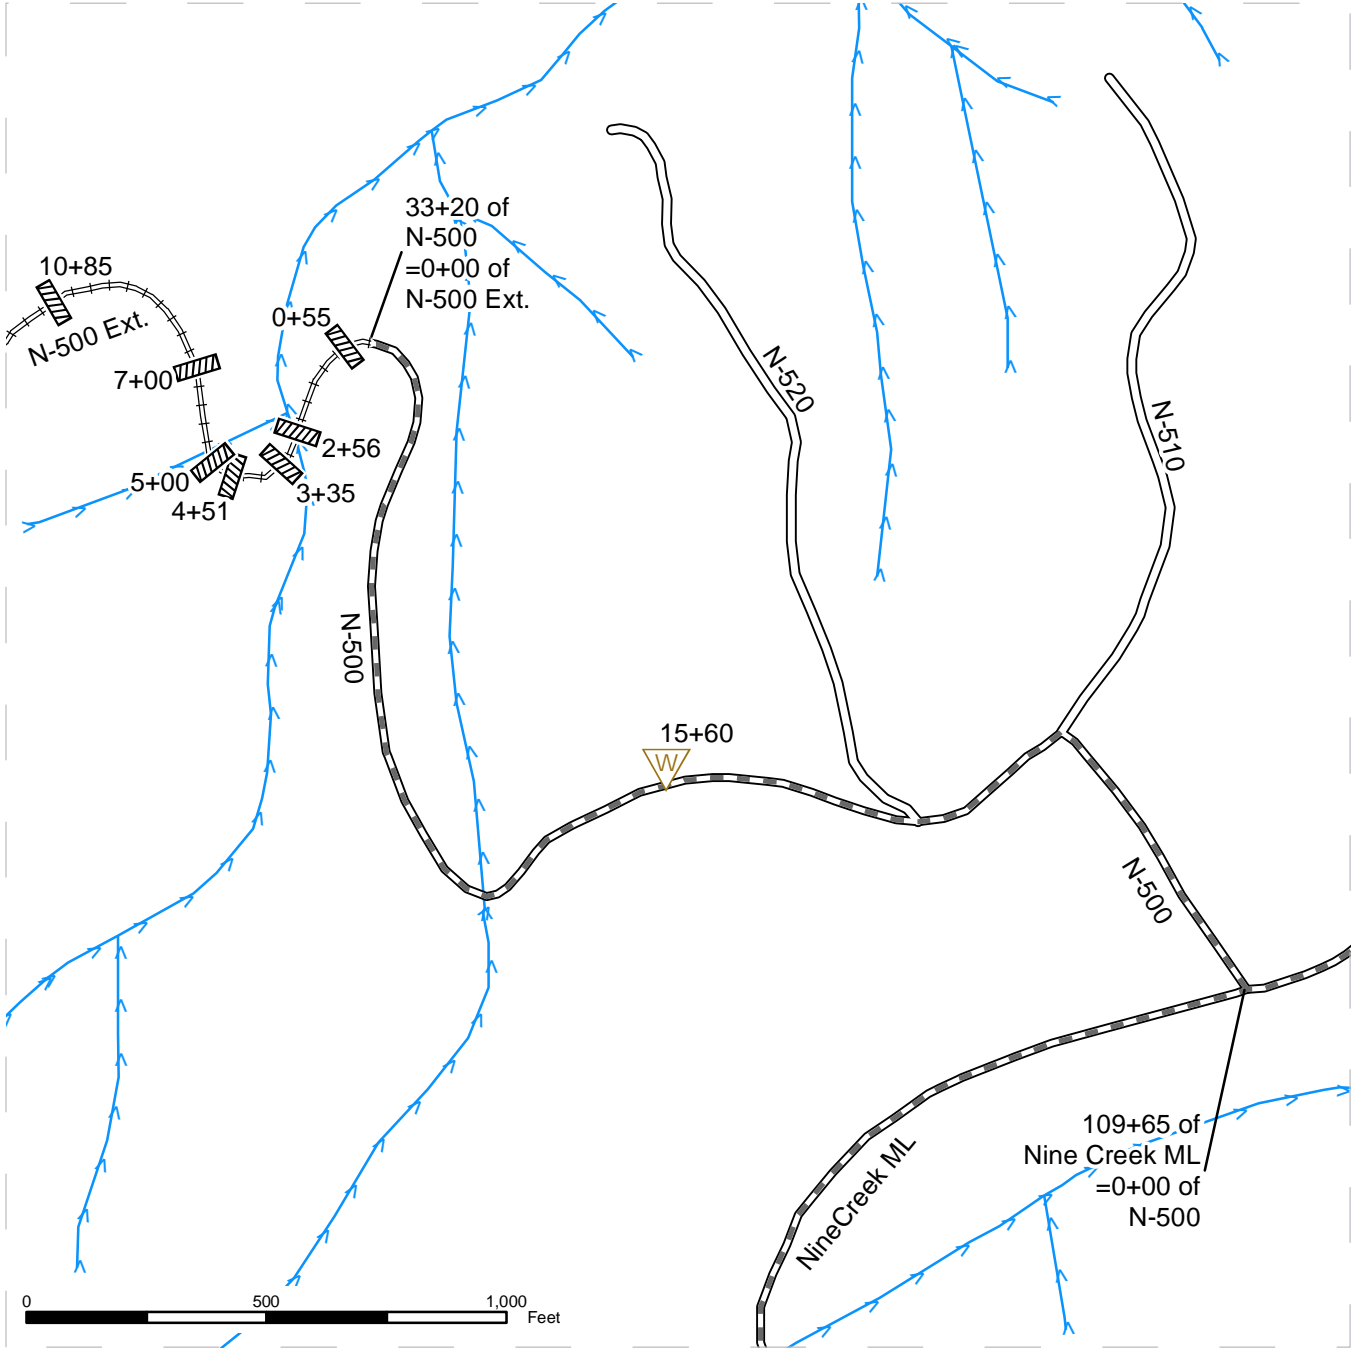 33+20 of
N-500
=0+00 of
N-500 Ext.
10+85
N-500 Ext.
0+55
7+00
N-520
N-510
2+56
5+00
3+35
4+51
N-500
15+60
W
N-500
109+65 of
Nine Creek ML
=0+00 of
N-500
NineCreek ML
0 500 1,000
Feet